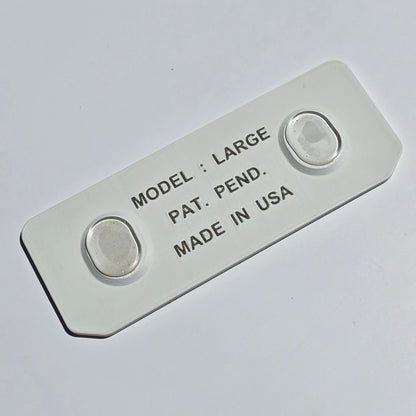 MODEL : LARGE
PAT. PEND.
MADE IN USA